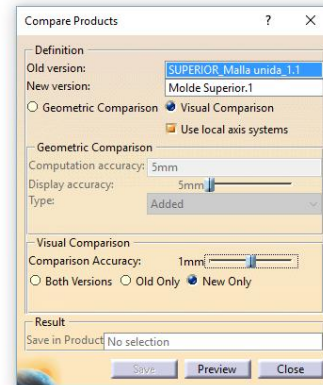 Compare Products ? X
Definition
Old version: SUPERIOR_Malla unida_1.1
New version: Molde Superior.1
Geometric Comparison Visual Comparison
Use local axis systems
Geometric Comparison
Computation accuracy: 5mm
Display accuracy: 5mm
Type: Added
Visual Comparison
Comparison Accuracy: 1mm
Both Versions Old Only New Only
Result
Save in Product No selection
Save Preview Close